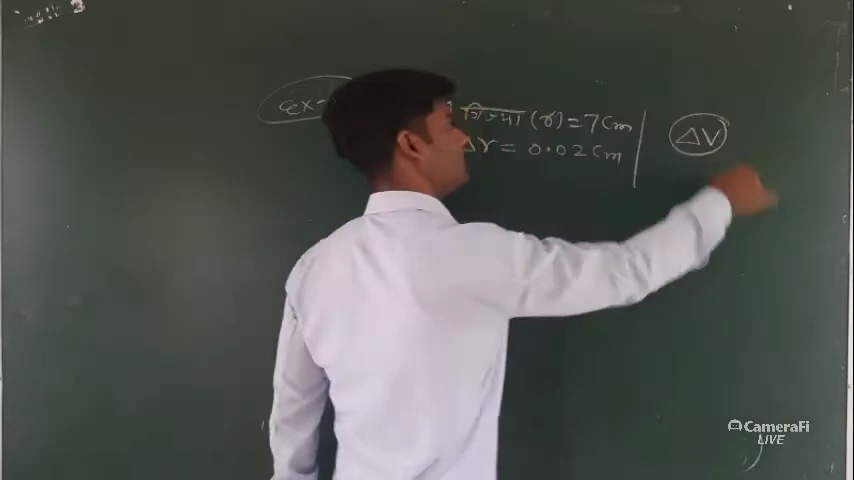 Ex-
त्रिज्या (r) = 7 cm
Δr = 0.02 cm
ΔV
CameraFi
LIVE